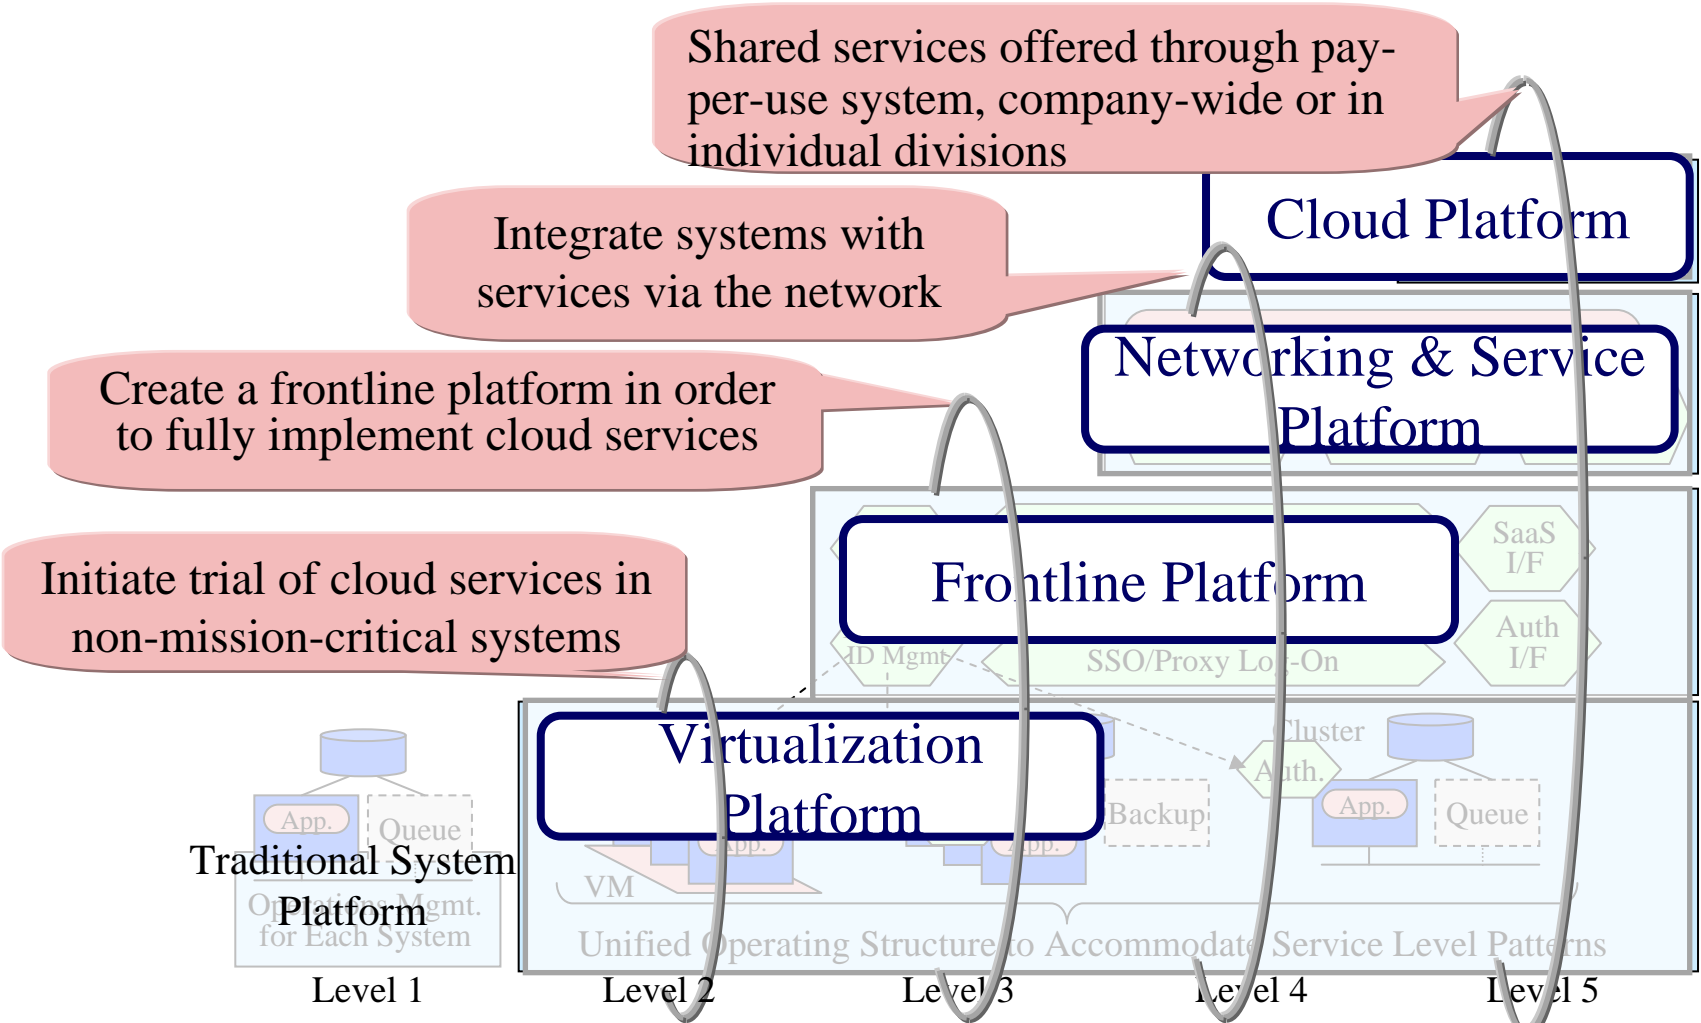 Shared services offered through pay-
per-use system, company-wide or in
individual divisions
Cloud Platform
Integrate systems with
services via the network
Networking & Service
Platform
Create a frontline platform in order
to fully implement cloud services
Frontline Platform
SaaS
I/F
Auth
I/F
ID Mgmt
SSO/Proxy Log-On
Initiate trial of cloud services in
non-mission-critical systems
Virtualization
Platform
Cluster
Auth.
App.
Queue
App.
App.
Backup
App.
Queue
Traditional System
Platform
Operations Mgmt.
for Each System
VM
Unified Operating Structure to Accommodate Service Level Patterns
Level 1
Level 2
Level 3
Level 4
Level 5